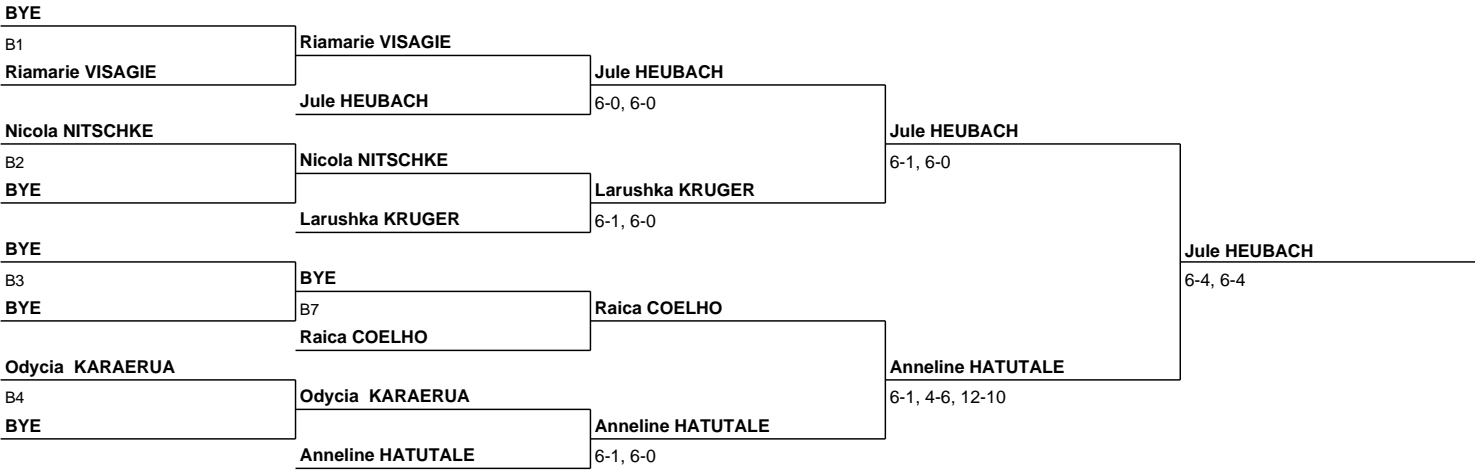 BYE
B1
Riamarie VISAGIE
Riamarie VISAGIE
Jule HEUBACH
Jule HEUBACH
6-0, 6-0
Nicola NITSCHKE
B2
BYE
Nicola NITSCHKE
Larushka KRUGER
Larushka KRUGER
6-1, 6-0
Jule HEUBACH
6-1, 6-0
BYE
B3
BYE
BYE
B7
Raica COELHO
Raica COELHO
Odycia  KARAERUA
B4
BYE
Odycia  KARAERUA
Anneline HATUTALE
Anneline HATUTALE
6-1, 6-0
Anneline HATUTALE
6-1, 4-6, 12-10
Jule HEUBACH
6-4, 6-4